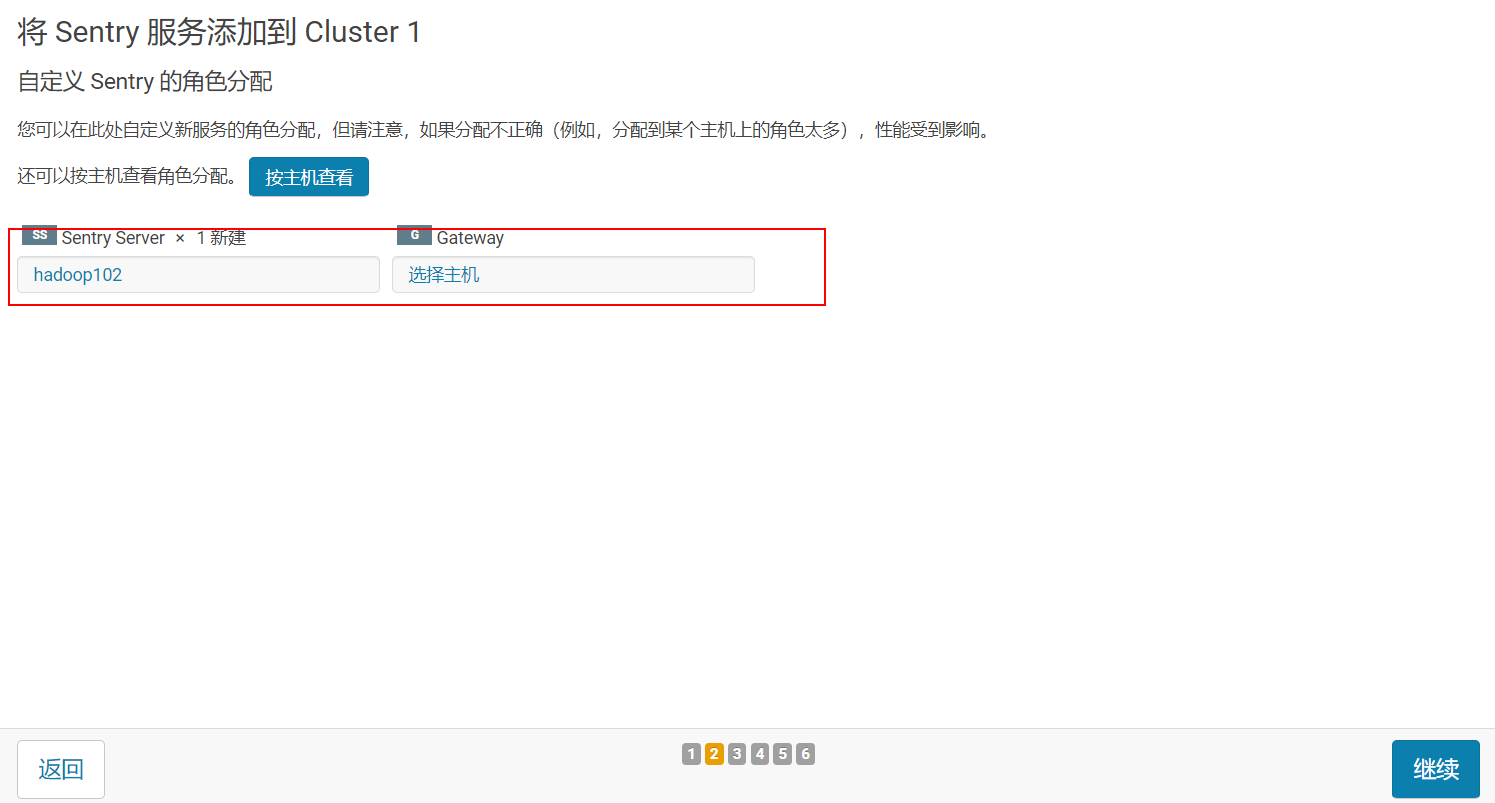 将 Sentry 服务添加到 Cluster 1
自定义 Sentry 的角色分配
您可以在此处自定义新服务的角色分配，但请注意，如果分配不正确（例如，分配到某个主机上的角色太多），性能受到影响。
还可以按主机查看角色分配。 按主机查看
SS Sentry Server × 1 新建 G Gateway
hadoop102 选择主机
返回 1 2 3 4 5 6 继续